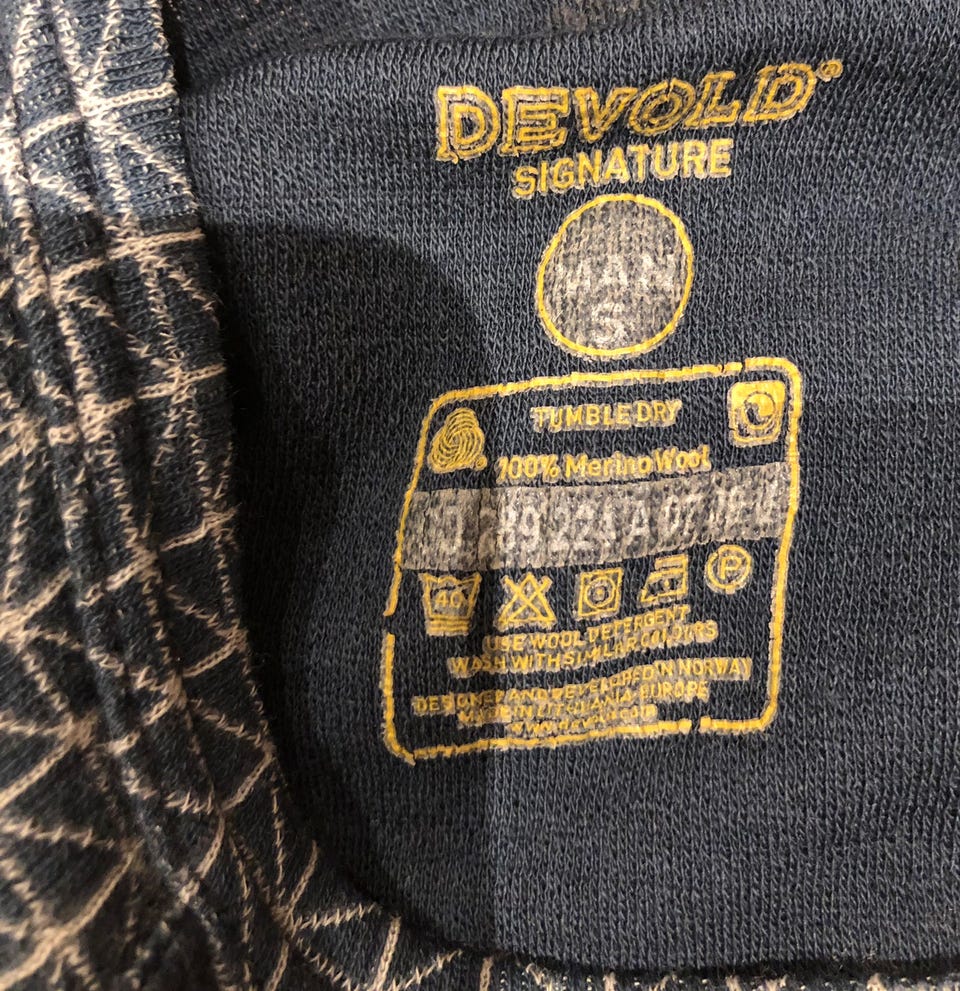 DEVOLD®
SIGNATURE
MAN
S
TUMBLE DRY
100% Merino Wool
40
P
USE WOOL DETERGENT
WASH WITH SIMILAR COLOURS
DESIGNED AND DEVELOPED IN NORWAY
MADE IN LITHUANIA EUROPE